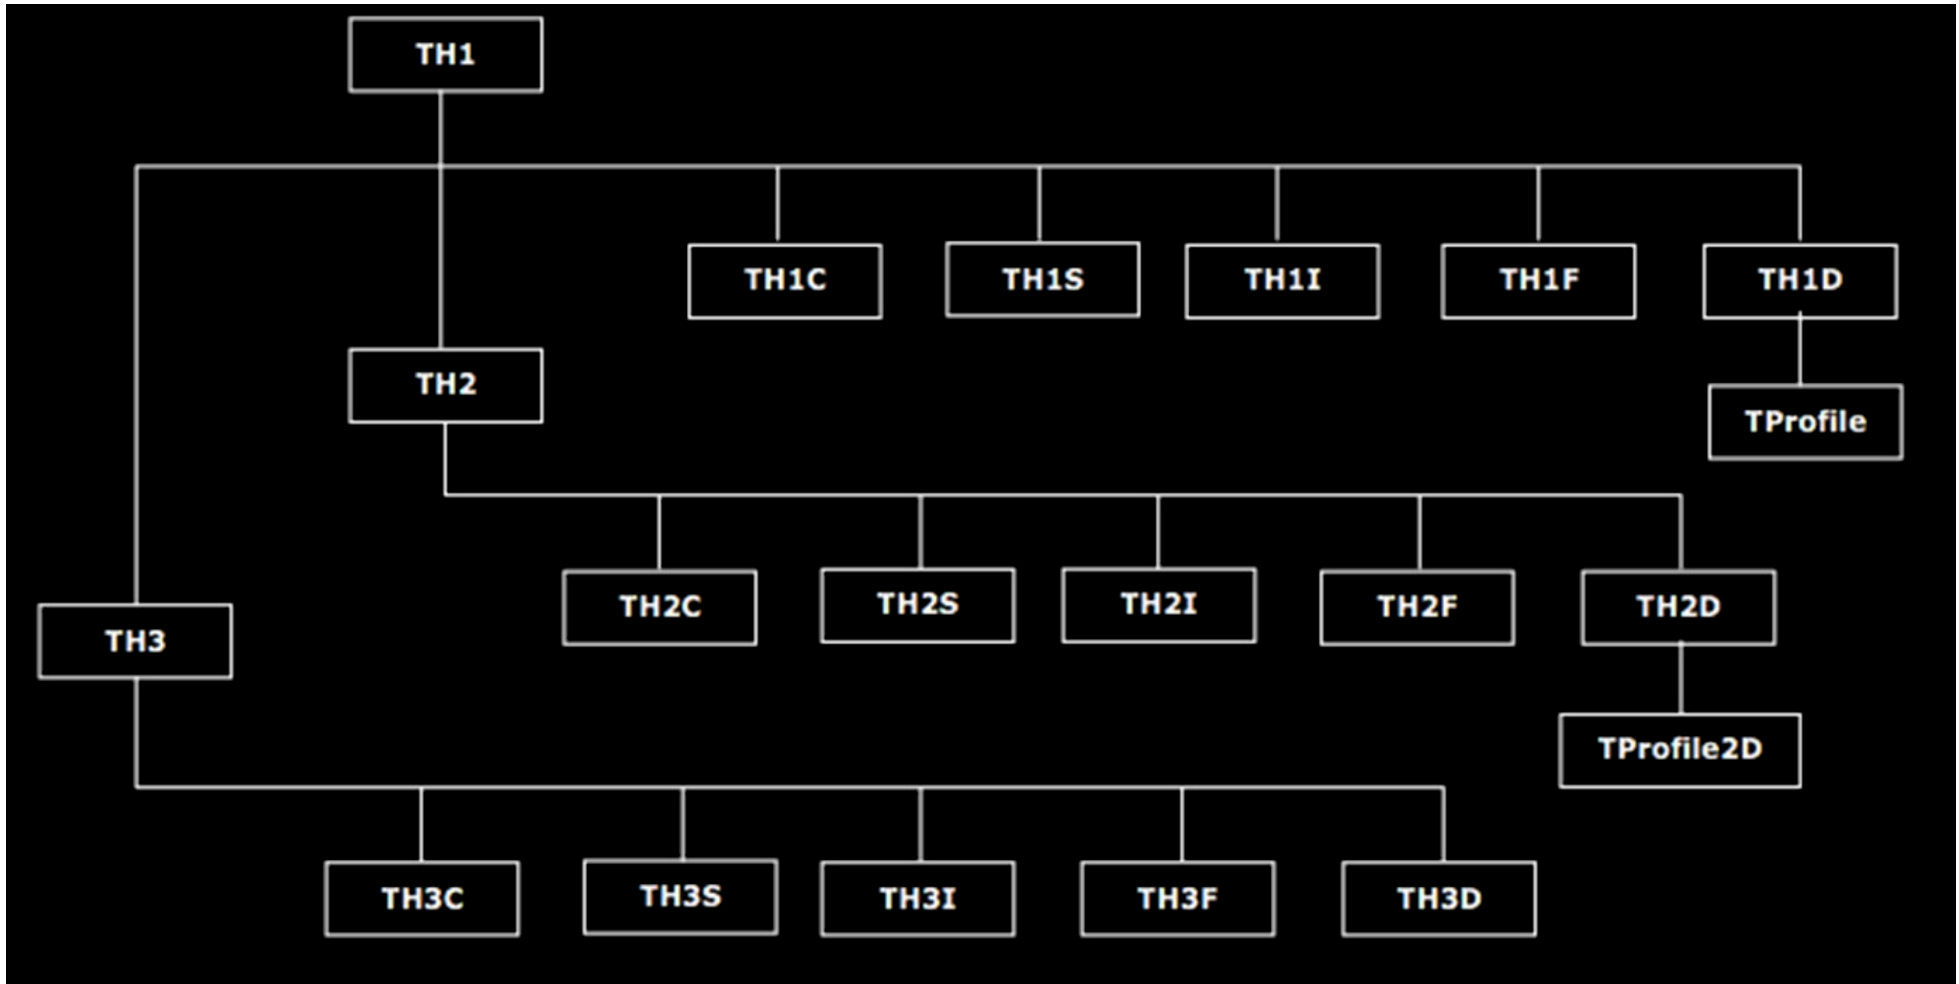 TH1
TH1C TH1S TH1I TH1F TH1D
TH2
TProfile
TH2C TH2S TH2I TH2F TH2D
TH3
TProfile2D
TH3C TH3S TH3I TH3F TH3D